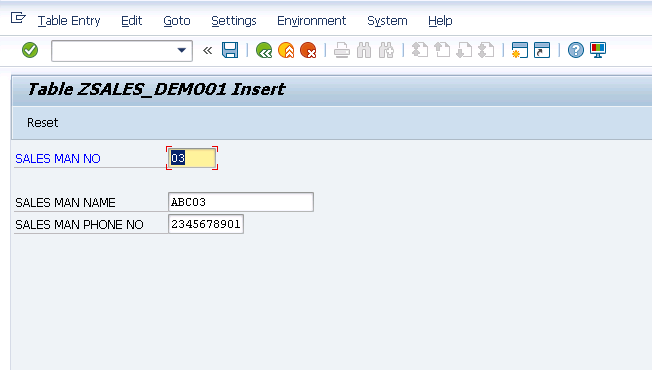 Table Entry Edit Goto Settings Environment System Help
Table ZSALES_DEMO01 Insert
Reset
SALES MAN NO 03
SALES MAN NAME ABC03
SALES MAN PHONE NO 2345678901